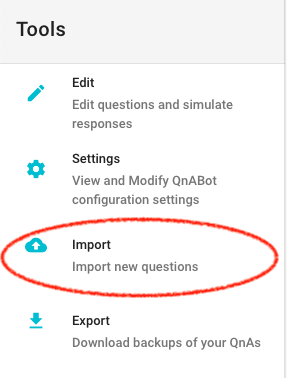 Tools
Edit
Edit questions and simulate
responses
Settings
View and Modify QnABot
configuration settings
Import
Import new questions
Export
Download backups of your QnAs